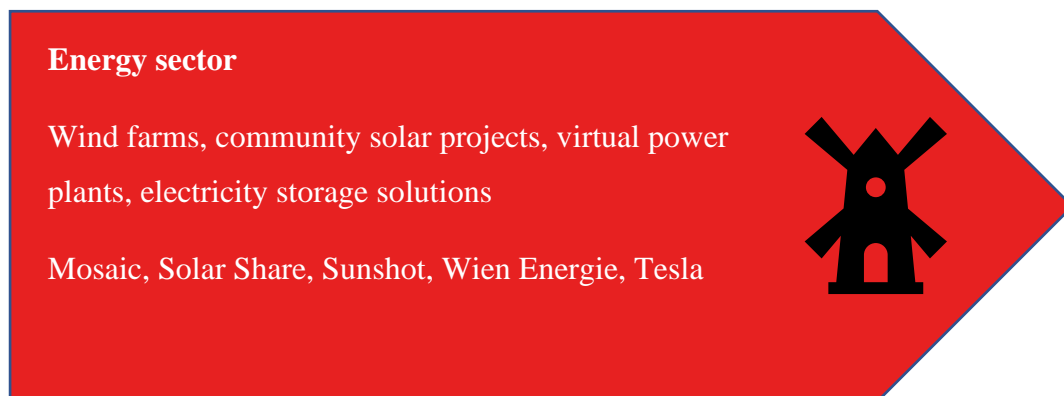 Energy sector
Wind farms, community solar projects, virtual power
plants, electricity storage solutions
Mosaic, Solar Share, Sunshot, Wien Energie, Tesla